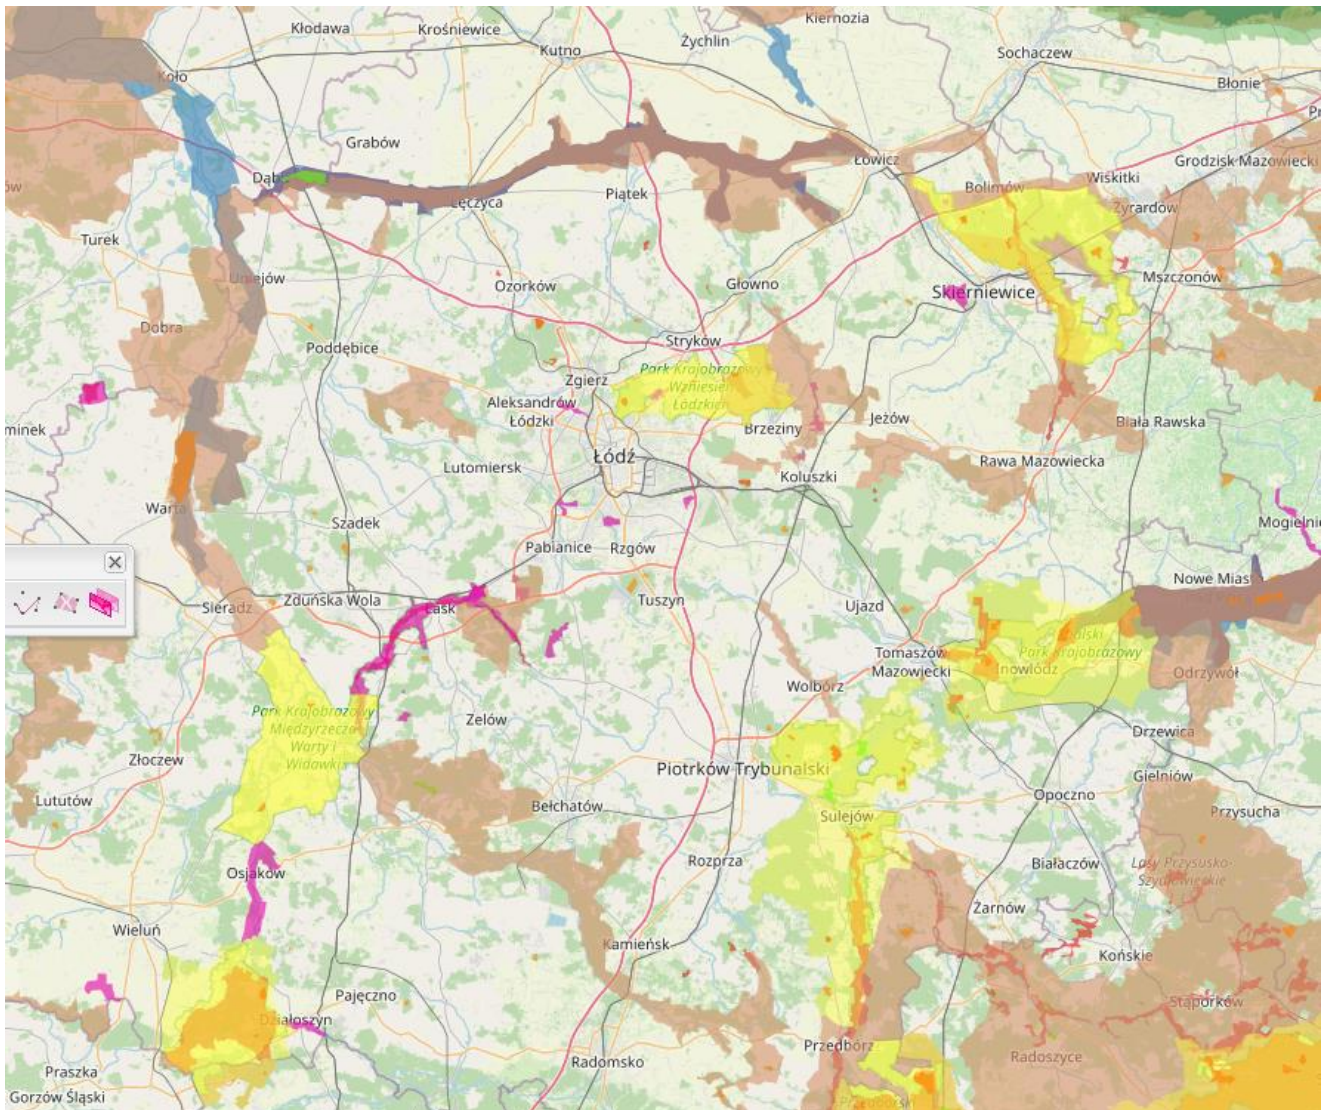 Kiernozia
Kłodawa
Krośniewice
Żychlin
Kutno
Sochaczew
Koło
Błonie
Grabów
Łowicz
Grodzisk Mazowiecki
Wiskitki
Bolimów
Piątek
Łęczyca
Żyrardów
Turek
Uniejów
Mszczonów
Ozorków
Głowno
Skierniewice
Dobra
Stryków
Poddębice
Park Krajobrazowy
Wzniesień
Łódzkich
Zgierz
Aleksandrów
Łódzki
Jeżów
Biała Rawska
minek
Brzeziny
Łódź
Rawa Mazowiecka
Lutomiersk
Koluszki
Warta
Szadek
Mogielni
Pabianice
Rzgów
Nowe Mias
Zduńska Wola
Sieradz
Łask
Tuszyn
Ujazd
Park Krajobrazowy
Tomaszów
Mazowiecki
Inowłódz
Odrzywół
Wolbórz
Park Krajobrazowy
Międzyrzecza
Warty i
Widawki
Zelów
Drzewica
Złoczew
Piotrków Trybunalski
Gielniów
Opoczno
Lututów
Bełchatów
Sulejów
Przysucha
Rozprza
Białaczów
Lasy Przysusko-
Szydłowieckie
Osjaków
Żarnów
Wieluń
Kamieńsk
Końskie
Pajęczno
Stąporków
Działoszyn
Przedbórz
Radomsko
Radoszyce
Praszka
Gorzów Śląski